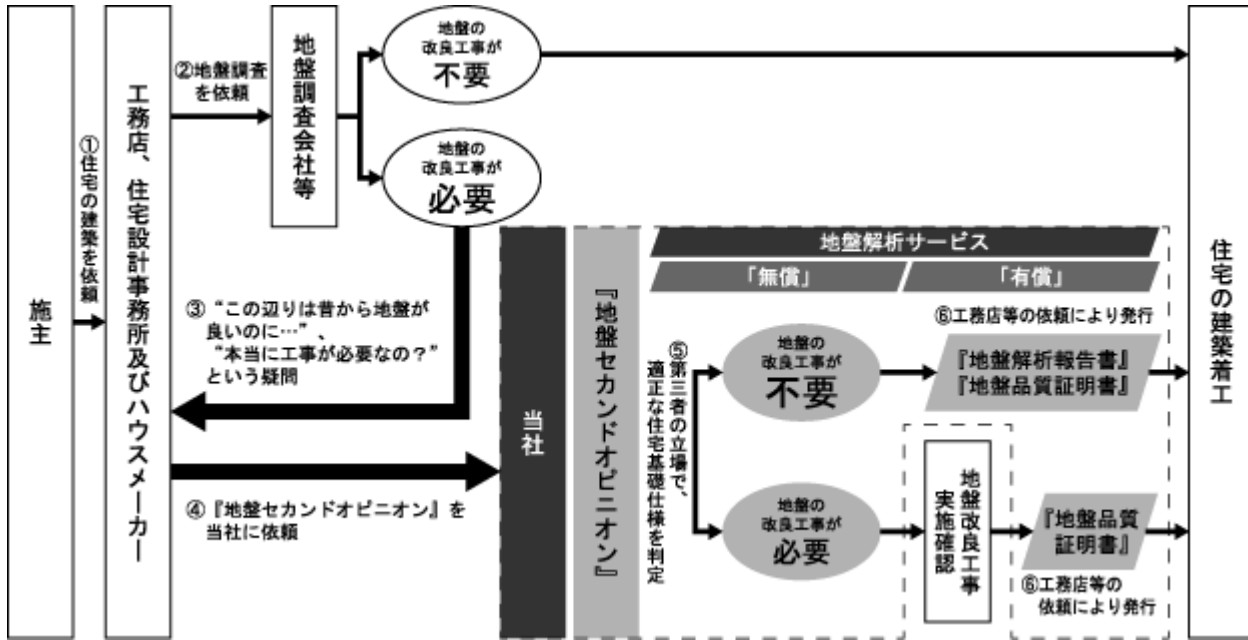 施主
①住宅の建築を依頼
工務店、住宅設計事務所及びハウスメーカー
②地盤調査
を依頼
地盤調査会社等
地盤の
改良工事が
不要
地盤の
改良工事が
必要
③“この辺りは昔から地盤が
良いのに…”、
“本当に工事が必要なの？”
という疑問
④『地盤セカンドオピニオン』を
当社に依頼
当社
『地盤セカンドオピニオン』
地盤解析サービス
「無償」
「有償」
⑤第三者の立場で、
適正な住宅基礎仕様を判定
地盤の
改良工事が
不要
⑥工務店等の依頼により発行
『地盤解析報告書』
『地盤品質証明書』
地盤の
改良工事が
必要
地盤改良工事
実施確認
『地盤品質
証明書』
⑥工務店等の
依頼により発行
住宅の建築着工